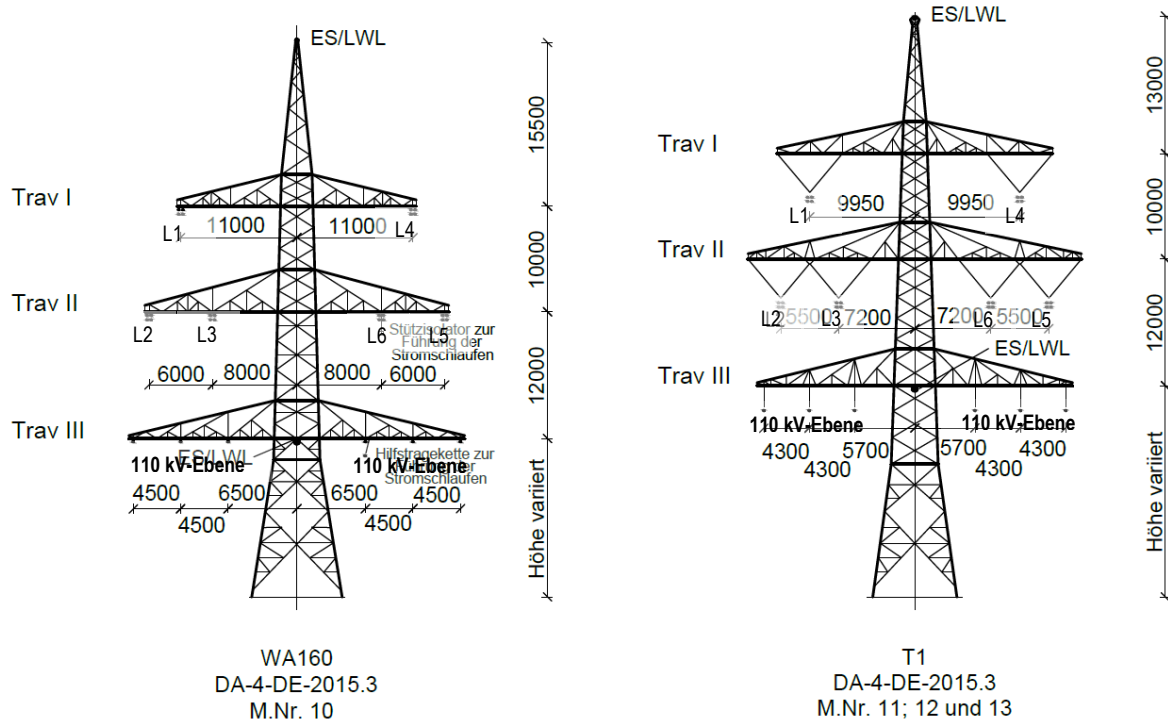 ES/LWL
15500
Trav I
11000 11000
L1 L4
10000
Trav II
L2 L3 L6 L5
Stützisolator zur
Führung der
Stromschlaufen
6000 8000 8000 6000
12000
Trav III
ES/LWL
110 kV-Ebene 110 kV-Ebene
Hilfstragekette zur
Stromschlaufen
4500 6500 6500 4500
4500 4500
Höhe variiert
WA160
DA-4-DE-2015.3
M.Nr. 10
ES/LWL
13000
Trav I
9950 9950
L1 L4
10000
Trav II
L2 5500 L3 7200 7200 L6 5500 L5
ES/LWL
12000
Trav III
110 kV-Ebene 110 kV-Ebene
4300 5700 5700 4300
4300 4300
Höhe variiert
T1
DA-4-DE-2015.3
M.Nr. 11; 12 und 13